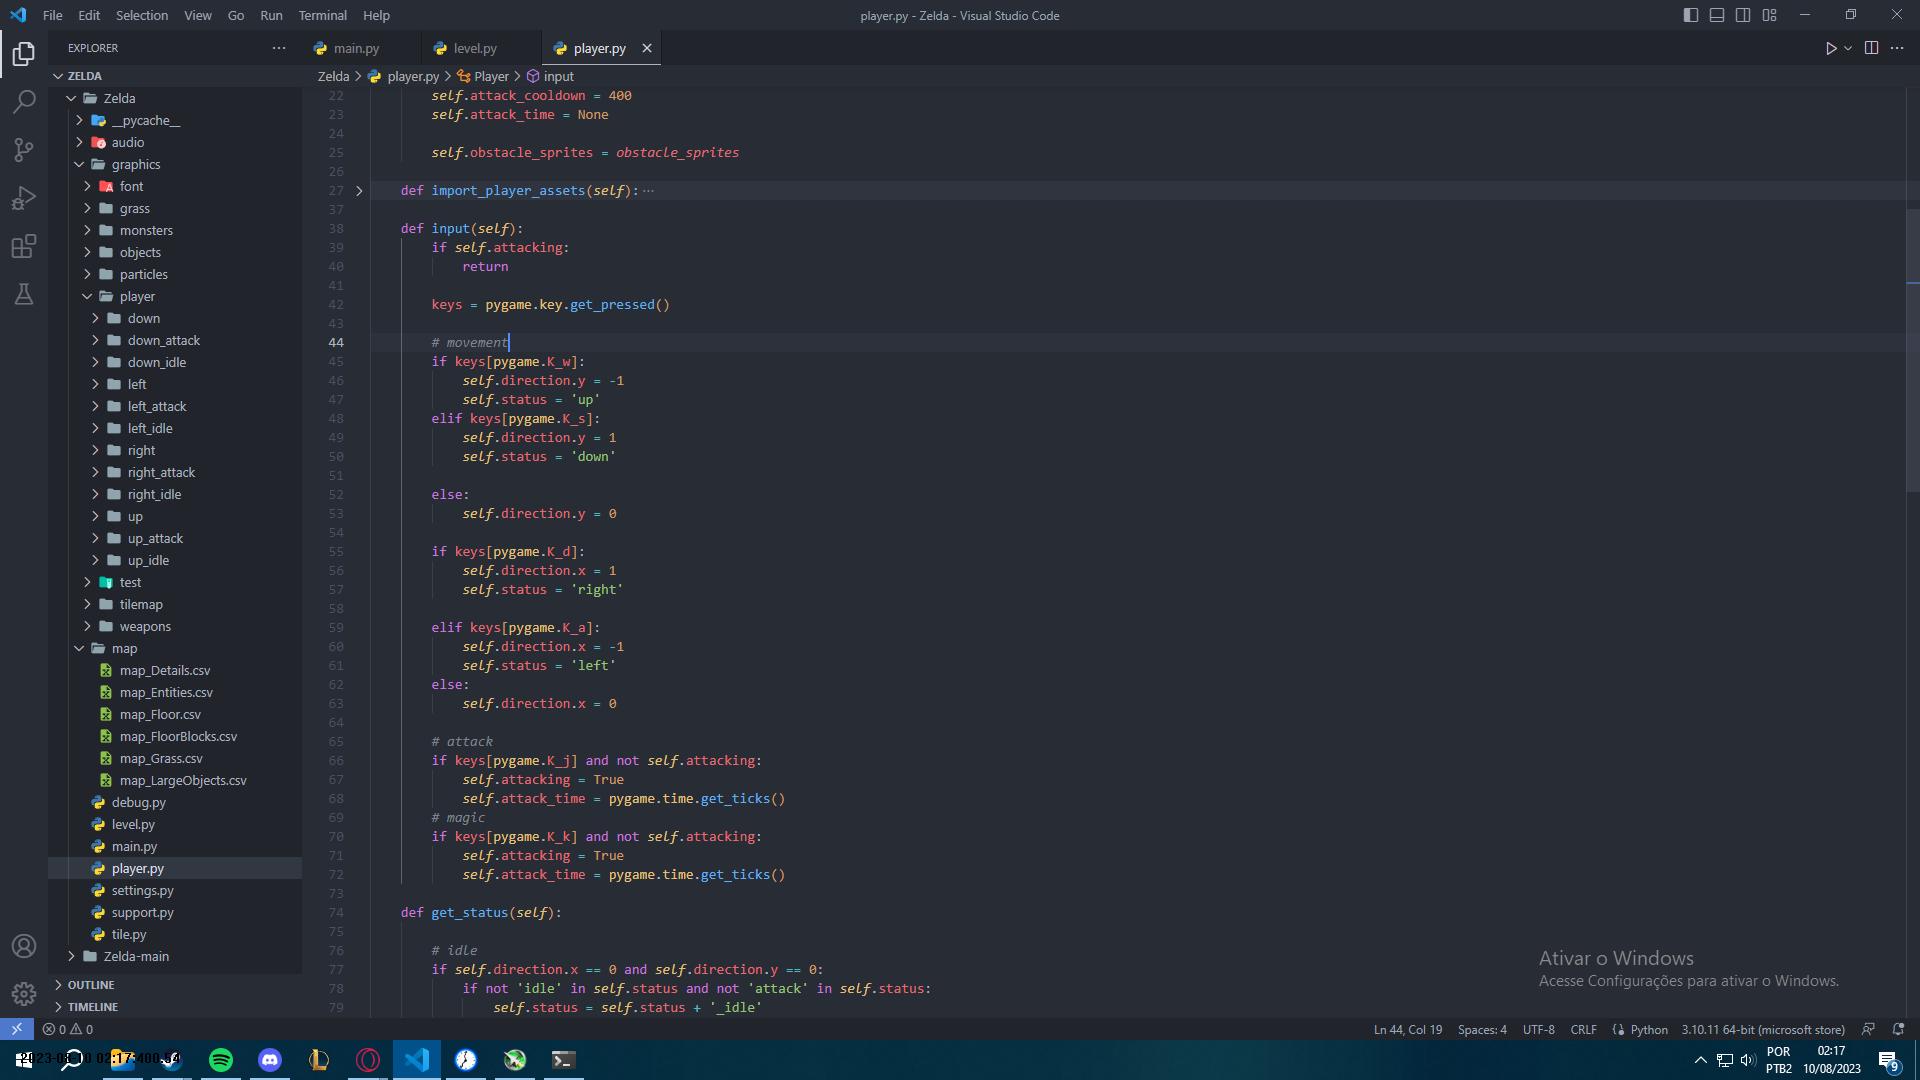 File Edit Selection View Go Run Terminal Help
player.py - Zelda - Visual Studio Code
EXPLORER
main.py
level.py
player.py
ZELDA
Zelda
__pycache__
audio
graphics
font
grass
monsters
objects
particles
player
down
down_attack
down_idle
left
left_attack
left_idle
right
right_attack
right_idle
up
up_attack
up_idle
test
tilemap
weapons
map
map_Details.csv
map_Entities.csv
map_Floor.csv
map_FloorBlocks.csv
map_Grass.csv
map_LargeObjects.csv
debug.py
level.py
main.py
player.py
settings.py
support.py
tile.py
Zelda-main
OUTLINE
TIMELINE
Zelda > player.py > Player > input
22 self.attack_cooldown = 400
23 self.attack_time = None
24
25 self.obstacle_sprites = obstacle_sprites
26
27 def import_player_assets(self): ...
37
38 def input(self):
39 if self.attacking:
40 return
41
42 keys = pygame.key.get_pressed()
43
44 # movement
45 if keys[pygame.K_w]:
46 self.direction.y = -1
47 self.status = 'up'
48 elif keys[pygame.K_s]:
49 self.direction.y = 1
50 self.status = 'down'
51
52 else:
53 self.direction.y = 0
54
55 if keys[pygame.K_d]:
56 self.direction.x = 1
57 self.status = 'right'
58
59 elif keys[pygame.K_a]:
60 self.direction.x = -1
61 self.status = 'left'
62 else:
63 self.direction.x = 0
64
65 # attack
66 if keys[pygame.K_j] and not self.attacking:
67 self.attacking = True
68 self.attack_time = pygame.time.get_ticks()
69 # magic
70 if keys[pygame.K_k] and not self.attacking:
71 self.attacking = True
72 self.attack_time = pygame.time.get_ticks()
73
74 def get_status(self):
75
76 # idle
77 if self.direction.x == 0 and self.direction.y == 0:
78 if not 'idle' in self.status and not 'attack' in self.status:
79 self.status = self.status + '_idle'
Ativar o Windows
Acesse Configurações para ativar o Windows.
0 0
Ln 44, Col 19 Spaces: 4 UTF-8 CRLF Python 3.10.11 64-bit (microsoft store)
POR
PTB2
02:17
10/08/2023
9